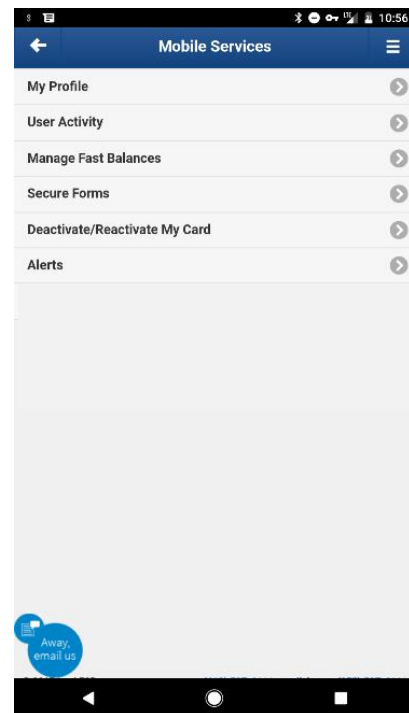 10:56
Mobile Services
My Profile
User Activity
Manage Fast Balances
Secure Forms
Deactivate/Reactivate My Card
Alerts
Away,
email us